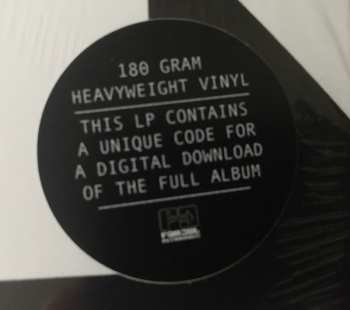 180 GRAM
HEAVYWEIGHT VINYL
THIS LP CONTAINS
A UNIQUE CODE FOR
A DIGITAL DOWNLOAD
OF THE FULL ALBUM